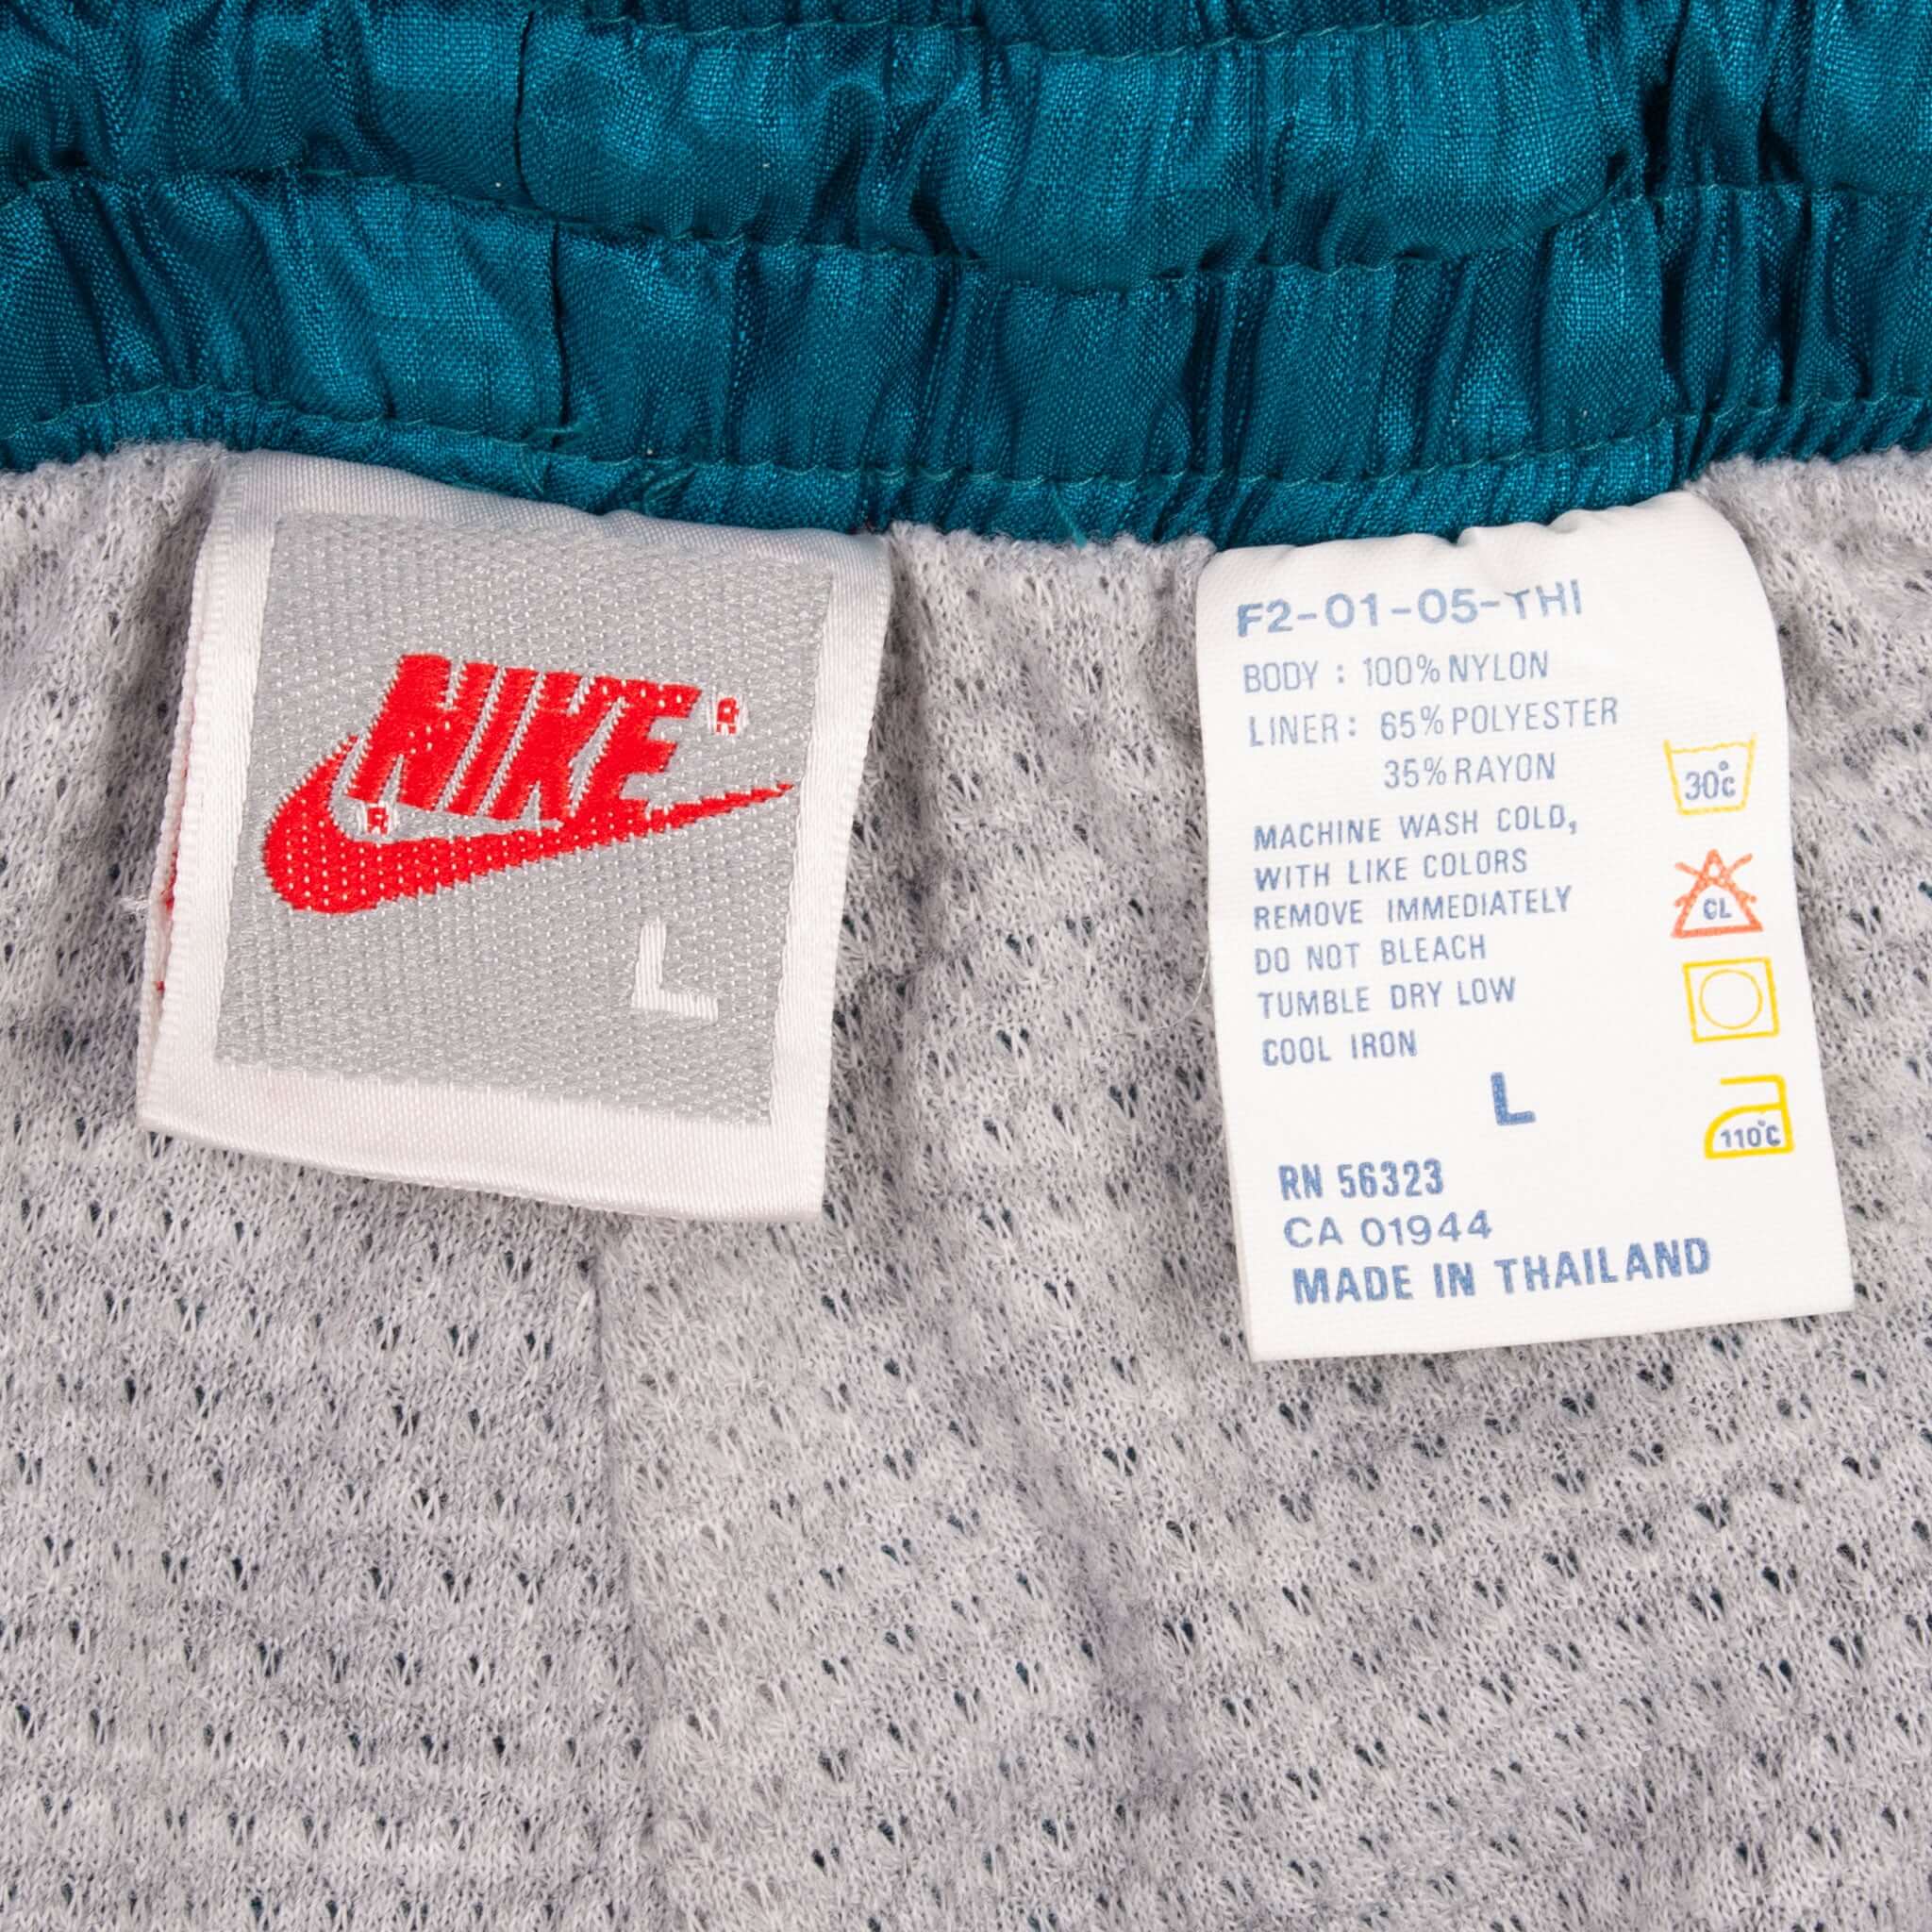 NIKE®
®
L
F2-01-05-THI
BODY : 100% NYLON
LINER : 65% POLYESTER
35% RAYON
30°C
MACHINE WASH COLD,
WITH LIKE COLORS
REMOVE IMMEDIATELY
CL
DO NOT BLEACH
TUMBLE DRY LOW
COOL IRON
L
110°C
RN 56323
CA 01944
MADE IN THAILAND